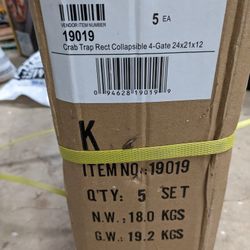 VENDOR ITEM NUMBER
19019
5 EA
Crab Trap Rect Collapsible 4-Gate 24x21x12
0 94628 19019 9
K
ITEM NO.:19019
Q'TY: 5 SET
N.W.: 18.0 KGS
G.W.: 19.2 KGS